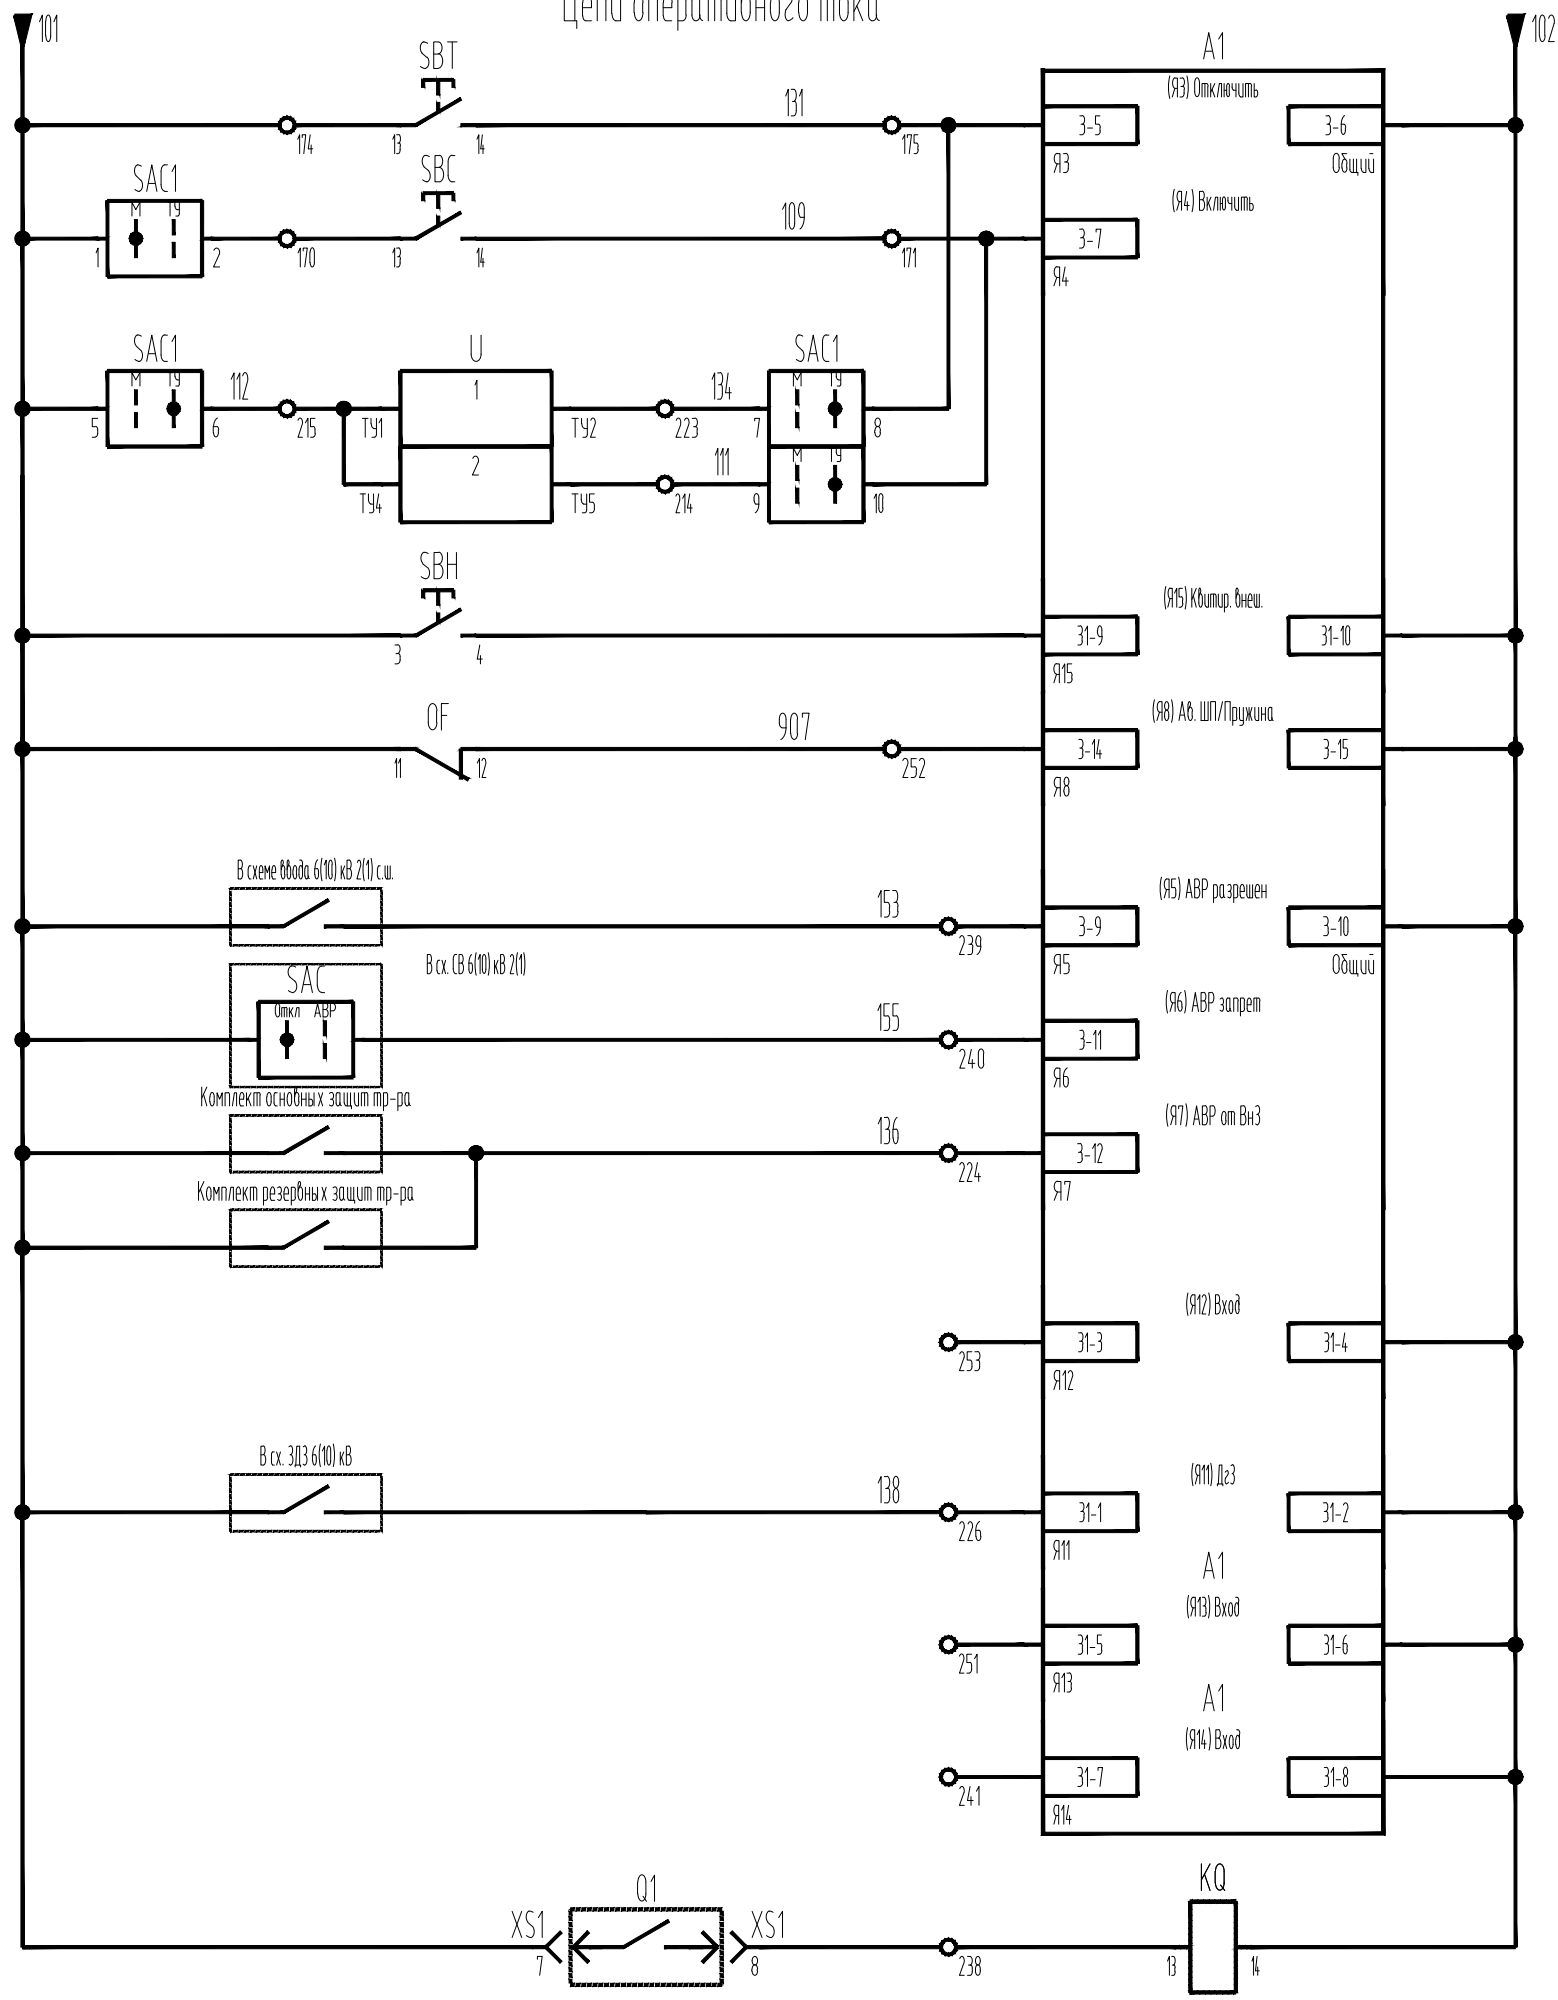 Цепи оперативного тока
101
102
SBT
A1
(Я3) Отключить
131
3-5
3-6
174
13
14
175
Я3
Общий
SAC1
SBC
(Я4) Включить
М ТУ
109
3-7
1
2
170
13
14
171
Я4
SAC1
U
SAC1
М ТУ
112
1
134
М ТУ
5
6
215
ТУ1
ТУ2
223
7
8
2
111
М ТУ
ТУ4
ТУ5
214
9
10
SBH
(Я15) Квитир. внеш.
31-9
31-10
3
4
Я15
OF
(Я8) Ав. ШП/Пружина
907
3-14
3-15
11
12
252
Я8
В схеме ввода 6(10) кВ 2(1) с.ш.
(Я5) АВР разрешен
153
3-9
3-10
239
Я5
Общий
В сх. СВ 6(10) кВ 2(1)
SAC
(Я6) АВР запрет
Откл АВР
155
3-11
240
Я6
Комплект основных защит тр-ра
(Я7) АВР от ВнЗ
136
3-12
224
Я7
Комплект резервных защит тр-ра
(Я12) Вход
31-3
31-4
253
Я12
В сх. ЗДЗ 6(10) кВ
(Я11) ДгЗ
138
31-1
31-2
226
Я11
A1
(Я13) Вход
31-5
31-6
251
Я13
A1
(Я14) Вход
31-7
31-8
241
Я14
Q1
KQ
XS1
XS1
7
8
238
13
14